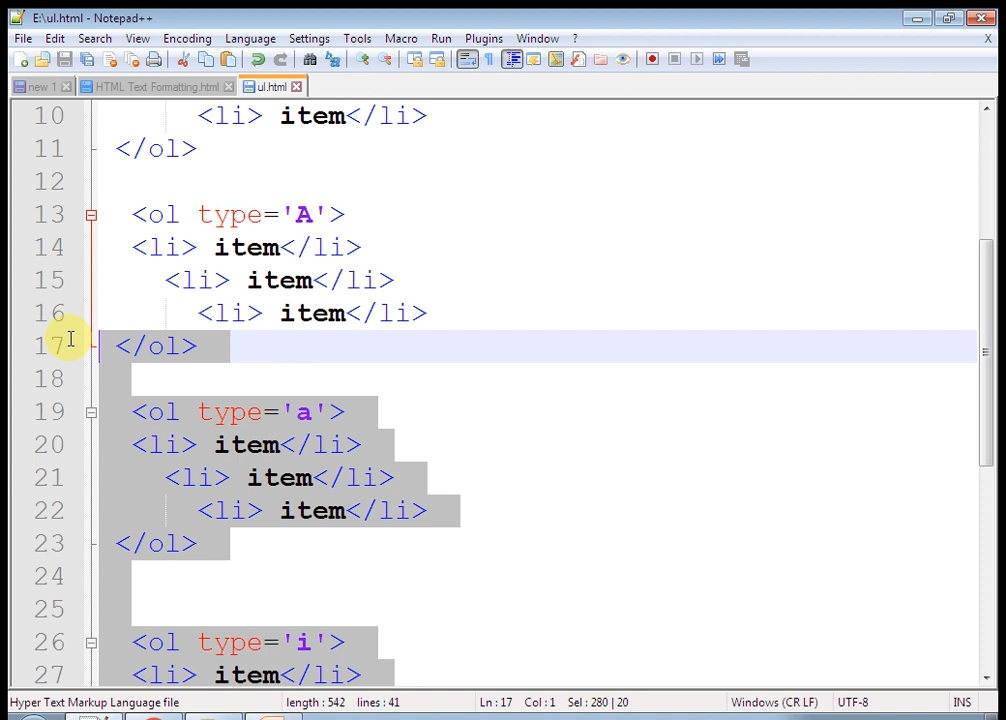 E:\ul.html - Notepad++
File Edit Search View Encoding Language Settings Tools Macro Run Plugins Window ? X
new 1 HTML Text Formatting.html ul.html
10 <li> item</li>
11 </ol>
12
13 <ol type='A'>
14 <li> item</li>
15 <li> item</li>
16 <li> item</li>
17 </ol>
18
19 <ol type='a'>
20 <li> item</li>
21 <li> item</li>
22 <li> item</li>
23 </ol>
24
25
26 <ol type='i'>
27 <li> item</li>
Hyper Text Markup Language file length : 542 lines : 41 Ln : 17 Col : 1 Sel : 280 | 20 Windows (CR LF) UTF-8 INS